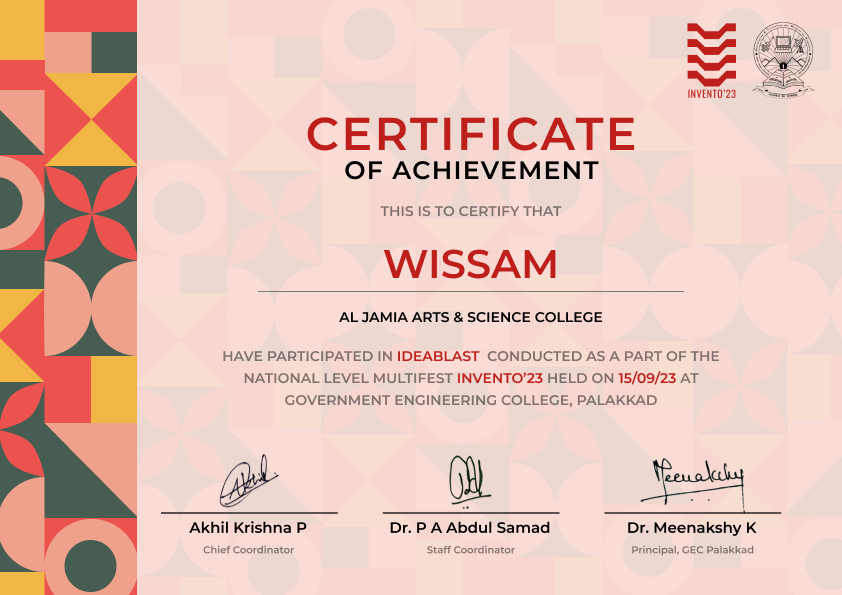 INVENTO'23
CERTIFICATE
OF ACHIEVEMENT
THIS IS TO CERTIFY THAT
WISSAM
AL JAMIA ARTS & SCIENCE COLLEGE
HAVE PARTICIPATED IN IDEABLAST CONDUCTED AS A PART OF THE
NATIONAL LEVEL MULTIFEST INVENTO'23 HELD ON 15/09/23 AT
GOVERNMENT ENGINEERING COLLEGE, PALAKKAD
Meenakshy
Akhil Krishna P
Dr. P A Abdul Samad
Dr. Meenakshy K
Chief Coordinator
Staff Coordinator
Principal, GEC Palakkad